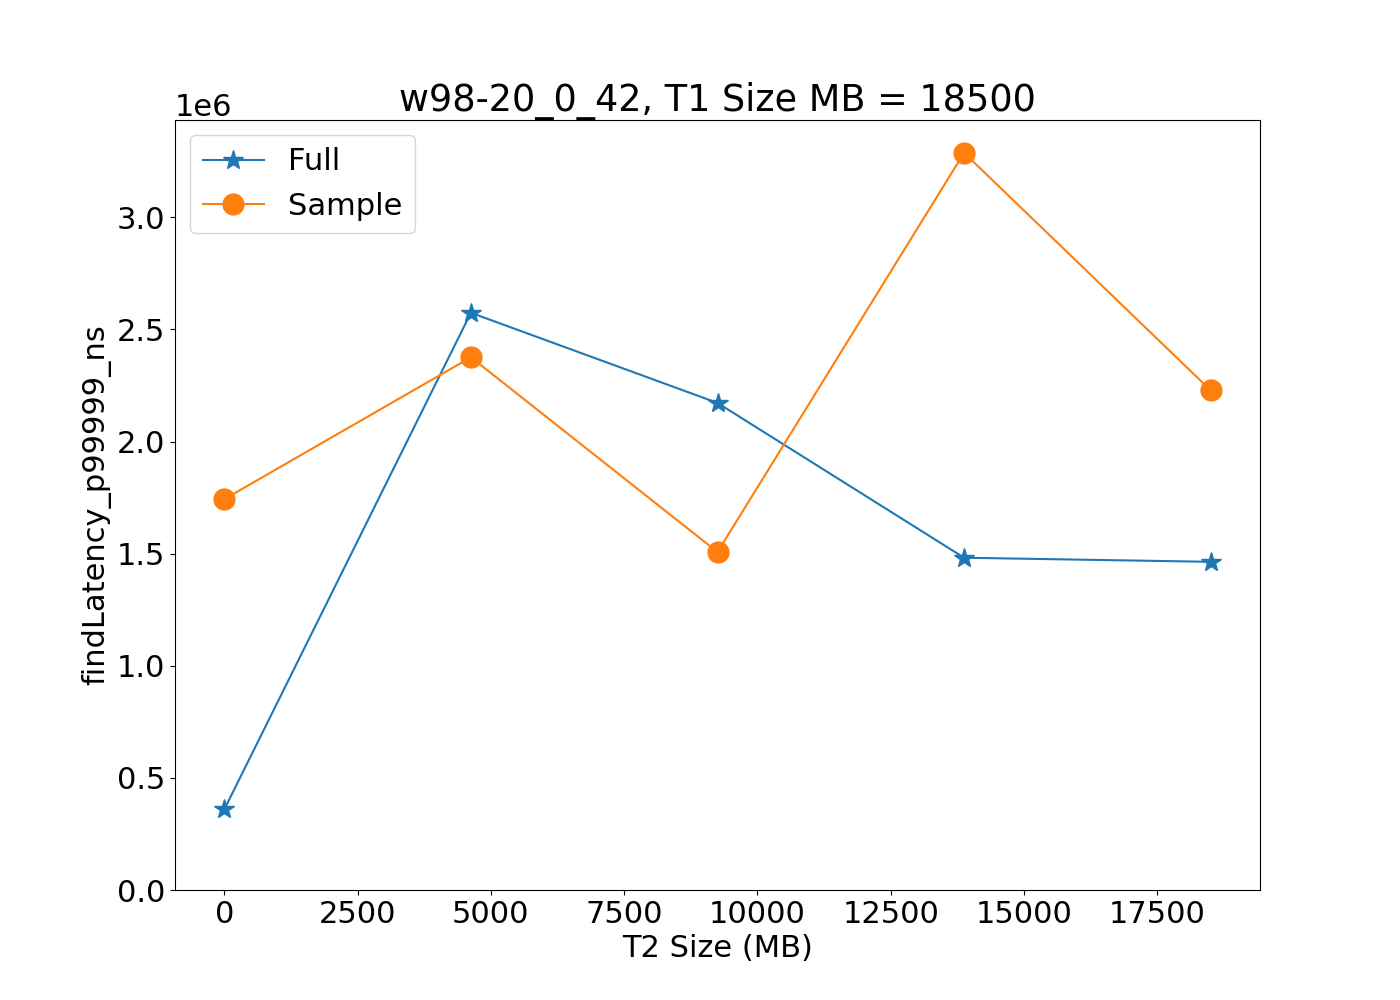 w98-20_0_42, T1 Size MB = 18500
1e6
Full
Sample
3.0
2.5
2.0
1.5
1.0
0.5
0.0
findLatency_p99999_ns
0 2500 5000 7500 10000 12500 15000 17500
T2 Size (MB)